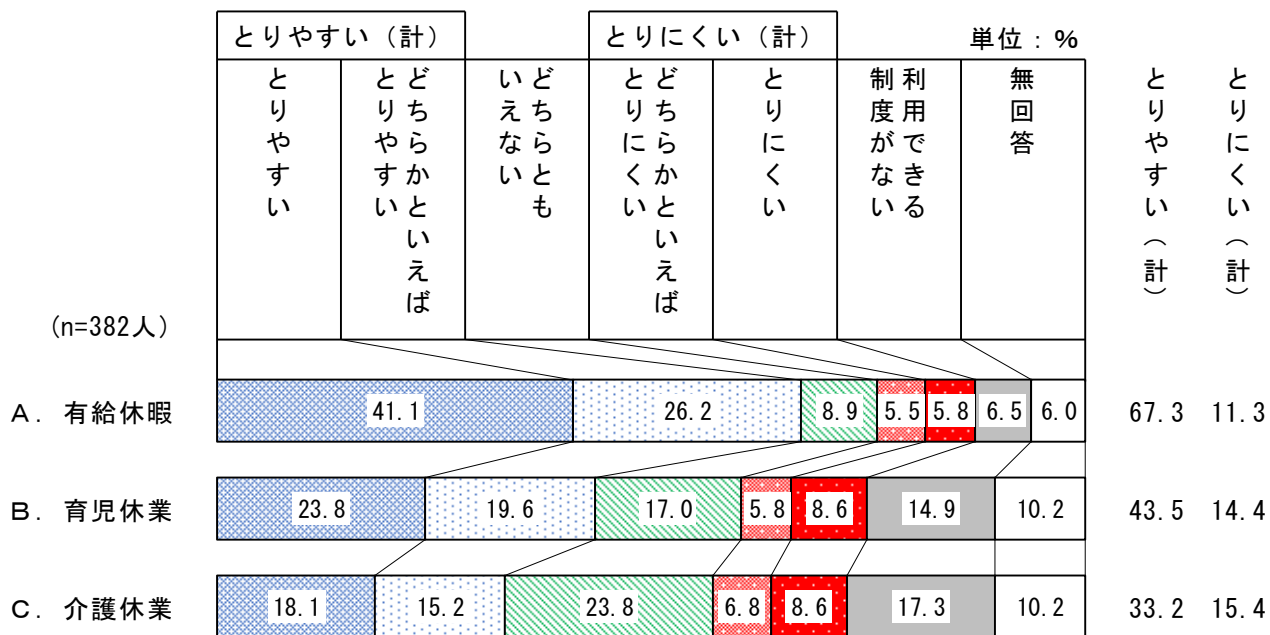 とりやすい（計）
とりにくい（計）
単位：％
とりやすい
どちらかといえば
とりやすい
どちらとも
いえない
どちらかといえば
とりにくい
とりにくい
利用できる
制度がない
無回答
とりやすい（計）
とりにくい（計）
(n=382人)
Ａ．有給休暇 41.1 26.2 8.9 5.5 5.8 6.5 6.0 67.3 11.3
Ｂ．育児休業 23.8 19.6 17.0 5.8 8.6 14.9 10.2 43.5 14.4
Ｃ．介護休業 18.1 15.2 23.8 6.8 8.6 17.3 10.2 33.2 15.4